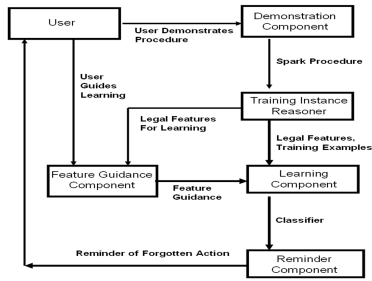 User
User Demonstrates
Procedure
Demonstration
Component
User
Guides
Learning
Spark Procedure
Training Instance
Reasoner
Legal Features
For Learning
Legal Features,
Training Examples
Feature Guidance
Component
Feature
Guidance
Learning
Component
Classifier
Reminder of Forgotten Action
Reminder
Component